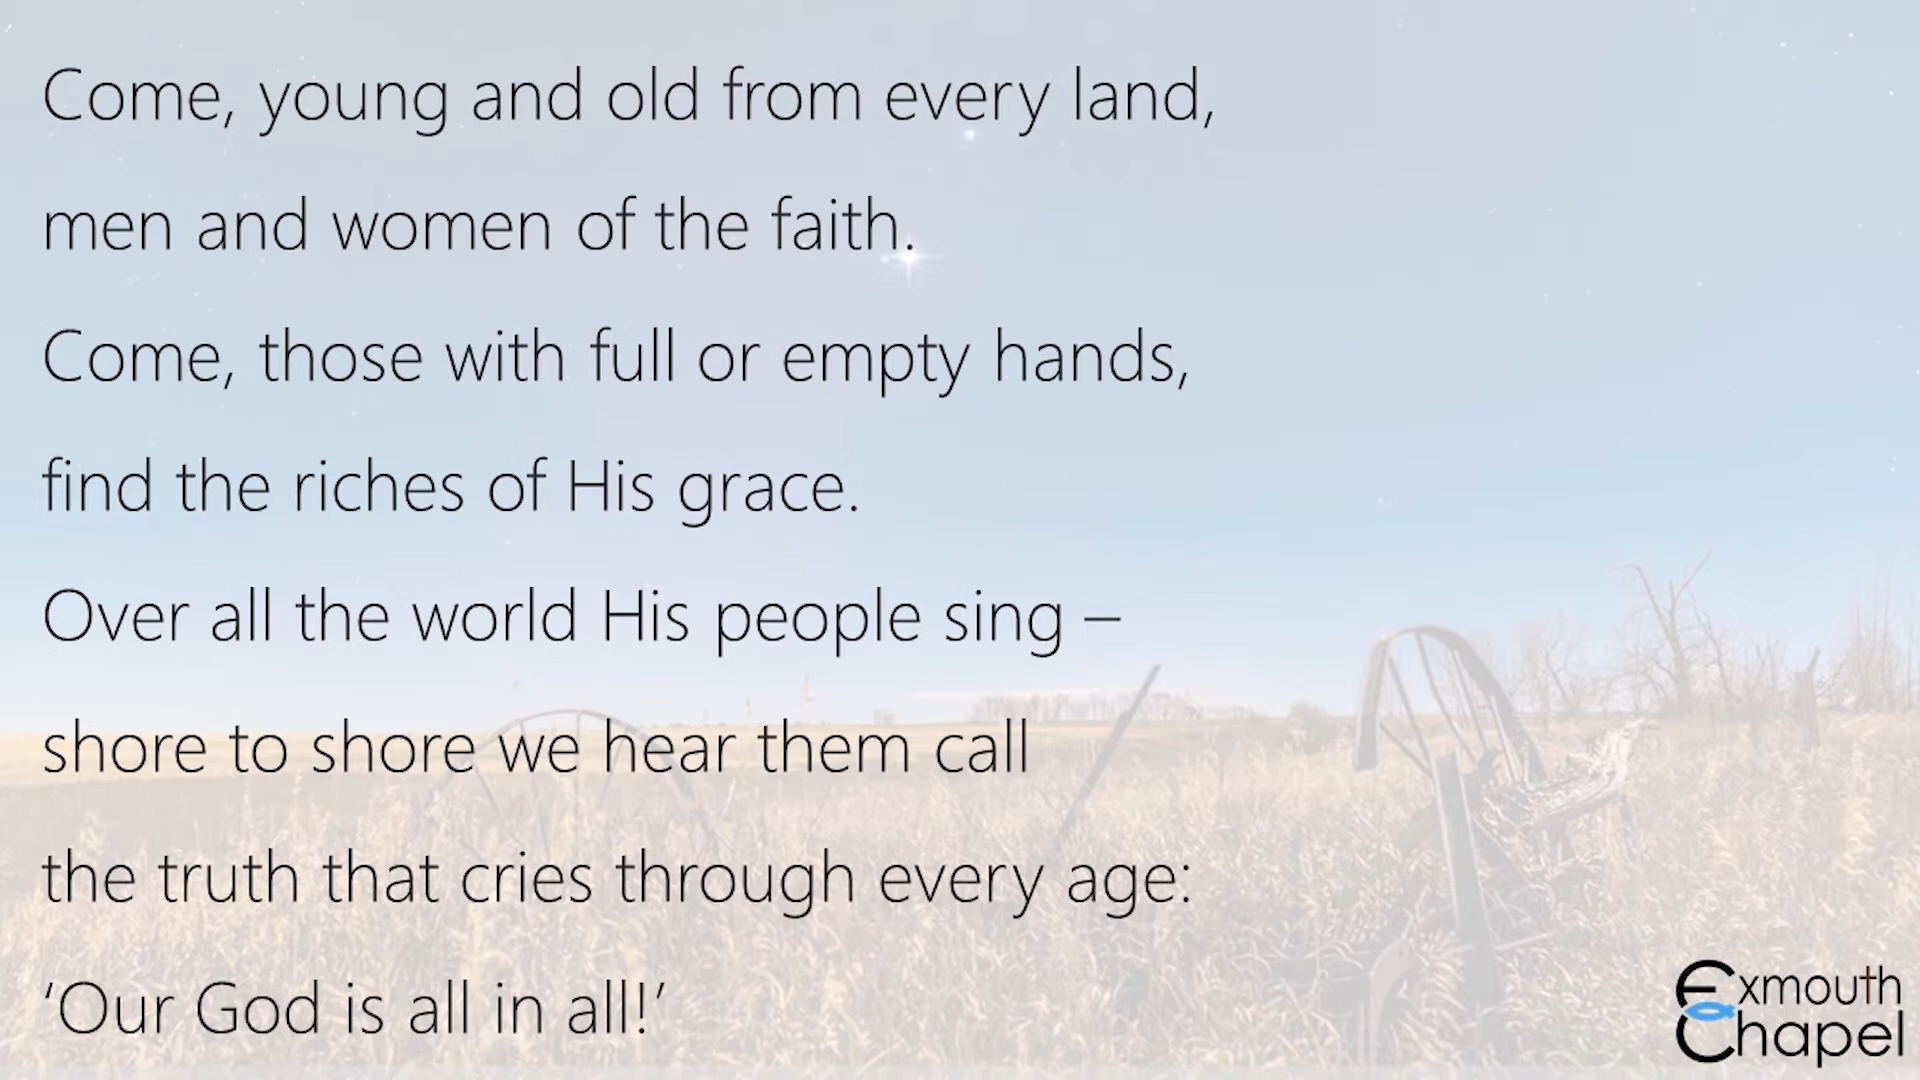 Come, young and old from every land,
men and women of the faith.
Come, those with full or empty hands,
find the riches of His grace.
Over all the world His people sing –
shore to shore we hear them call
the truth that cries through every age:
‘Our God is all in all!’
Exmouth
Chapel